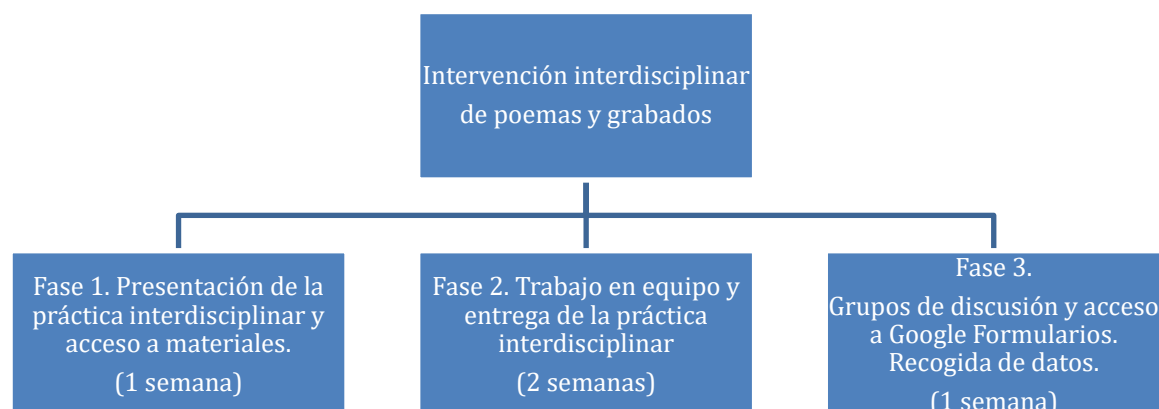 Intervención interdisciplinar
de poemas y grabados
Fase 1. Presentación de la
práctica interdisciplinar y
acceso a materiales.
(1 semana)
Fase 2. Trabajo en equipo y
entrega de la práctica
interdisciplinar
(2 semanas)
Fase 3.
Grupos de discusión y acceso
a Google Formularios.
Recogida de datos.
(1 semana)